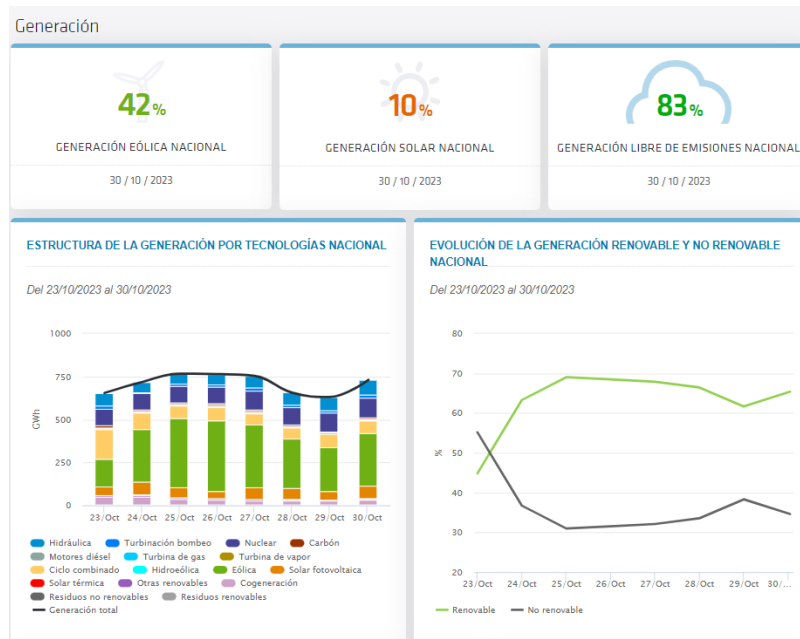 Generación
42%
GENERACIÓN EÓLICA NACIONAL
30 / 10 / 2023
10%
GENERACIÓN SOLAR NACIONAL
30 / 10 / 2023
83%
GENERACIÓN LIBRE DE EMISIONES NACIONAL
30 / 10 / 2023
ESTRUCTURA DE LA GENERACIÓN POR TECNOLOGÍAS NACIONAL
Del 23/10/2023 al 30/10/2023
1000
750
500
250
0
GWh
23/Oct 24/Oct 25/Oct 26/Oct 27/Oct 28/Oct 29/Oct 30/Oct
Hidráulica Turbinación bombeo Nuclear Carbón
Motores diésel Turbina de gas Turbina de vapor
Ciclo combinado Hidroeólica Eólica Solar fotovoltaica
Solar térmica Otras renovables Cogeneración
Residuos no renovables Residuos renovables
Generación total
EVOLUCIÓN DE LA GENERACIÓN RENOVABLE Y NO RENOVABLE
NACIONAL
Del 23/10/2023 al 30/10/2023
80
70
60
50
40
30
20
%
23/Oct 24/Oct 25/Oct 26/Oct 27/Oct 28/Oct 29/Oct 30/...
Renovable No renovable